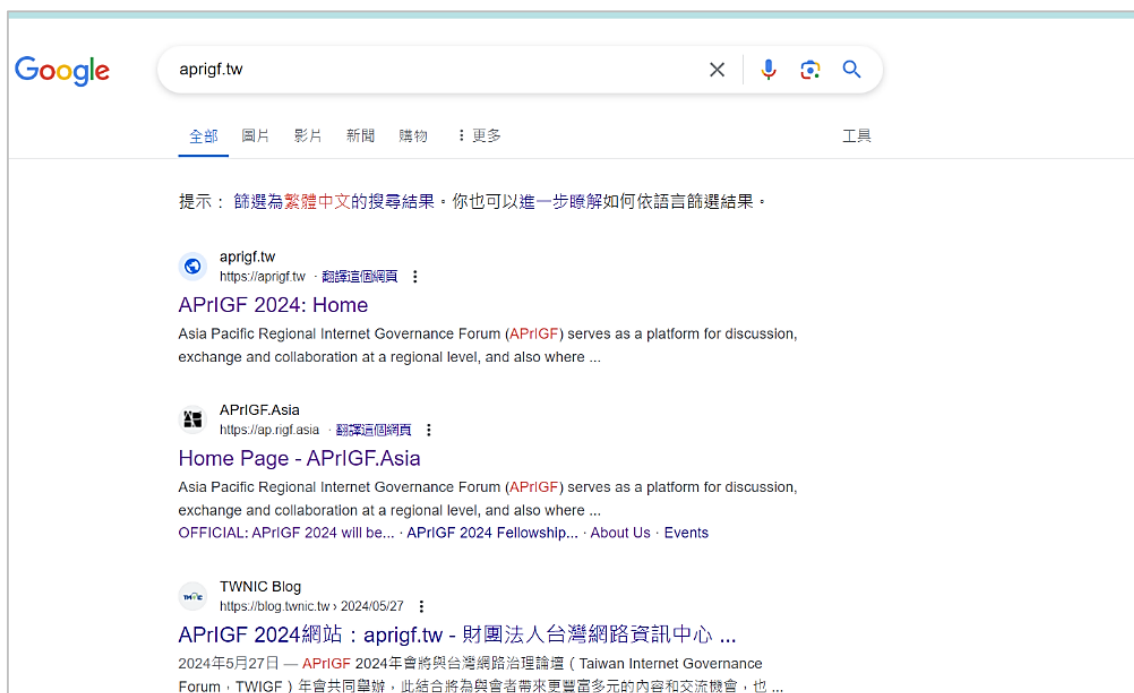 Google
aprigf.tw
全部 圖片 影片 新聞 購物 更多 工具
提示： 篩選為繁體中文的搜尋結果。你也可以進一步瞭解如何依語言篩選結果。
aprigf.tw
https://aprigf.tw · 翻譯這個網頁
APrIGF 2024: Home
Asia Pacific Regional Internet Governance Forum (APrIGF) serves as a platform for discussion,
exchange and collaboration at a regional level, and also where ...
APrIGF.Asia
https://ap.rigf.asia · 翻譯這個網頁
Home Page - APrIGF.Asia
Asia Pacific Regional Internet Governance Forum (APrIGF) serves as a platform for discussion,
exchange and collaboration at a regional level, and also where ...
OFFICIAL: APrIGF 2024 will be... · APrIGF 2024 Fellowship... · About Us · Events
TWNIC Blog
https://blog.twnic.tw › 2024/05/27
APrIGF 2024網站：aprigf.tw - 財團法人台灣網路資訊中心 ...
2024年5月27日 — APrIGF 2024年會將與台灣網路治理論壇（Taiwan Internet Governance
Forum，TWIGF）年會共同舉辦，此結合將為與會者帶來更豐富多元的內容和交流機會，也 ...